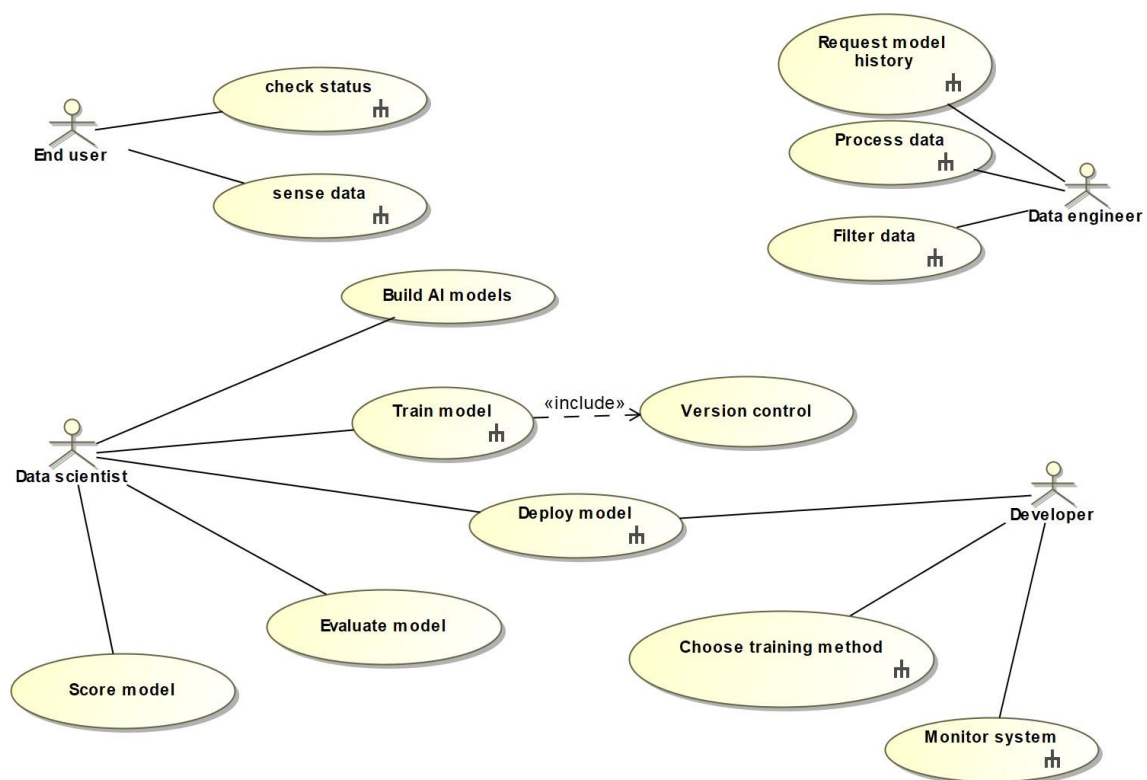 Request model
history
check status
Process data
End user
sense data
Data engineer
Filter data
Build AI models
«include»
Train model
Version control
Data scientist
Deploy model
Developer
Evaluate model
Choose training method
Score model
Monitor system